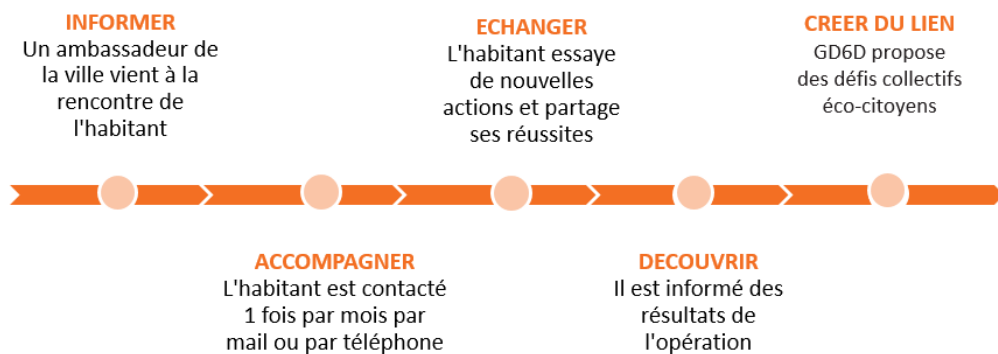 INFORMER
Un ambassadeur de
la ville vient à la
rencontre de
l'habitant
ACCOMPAGNER
L'habitant est contacté
1 fois par mois par
mail ou par téléphone
ECHANGER
L'habitant essaye
de nouvelles
actions et partage
ses réussites
DECOUVRIR
Il est informé des
résultats de
l'opération
CREER DU LIEN
GD6D propose
des défis collectifs
éco-citoyens